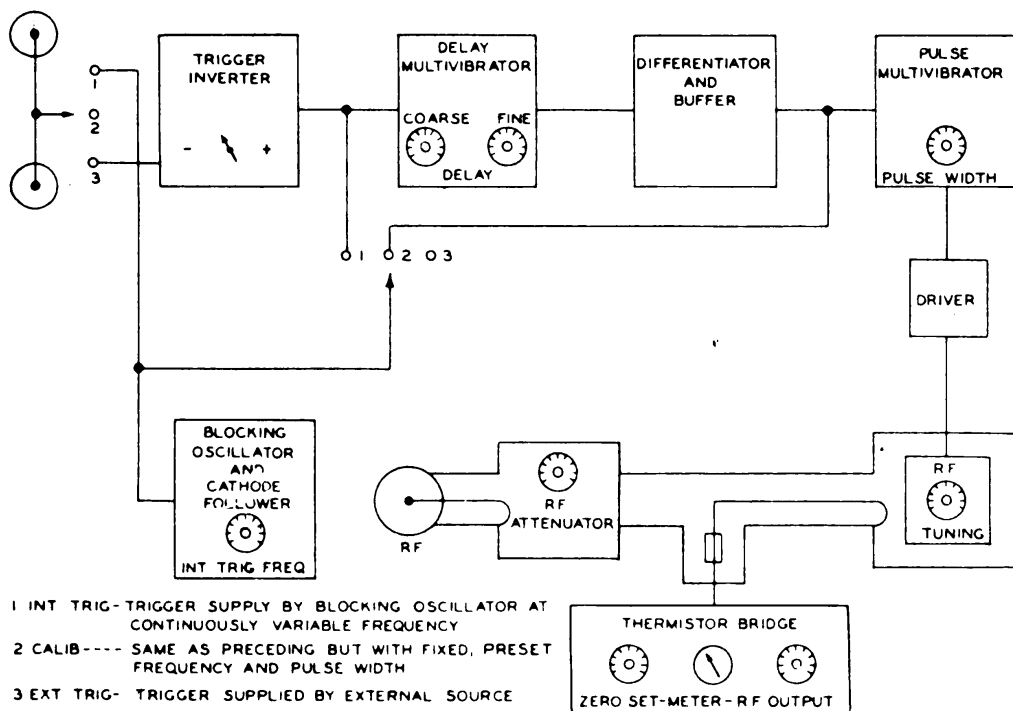 TRIGGER
INVERTER
- +
DELAY
MULTIVIBRATOR
COARSE FINE
DELAY
DIFFERENTIATOR
AND
BUFFER
PULSE
MULTIVIBRATOR
PULSE WIDTH
1
2
3
1 2 3
DRIVER
BLOCKING
OSCILLATOR
AND
CATHODE
FOLLOWER
INT TRIG FREQ
RF
RF
ATTENUATOR
RF
TUNING
THERMISTOR BRIDGE
ZERO SET-METER-RF OUTPUT
1 INT TRIG- TRIGGER SUPPLY BY BLOCKING OSCILLATOR AT
CONTINUOUSLY VARIABLE FREQUENCY
2 CALIB---- SAME AS PRECEDING BUT WITH FIXED, PRESET
FREQUENCY AND PULSE WIDTH
3 EXT TRIG- TRIGGER SUPPLIED BY EXTERNAL SOURCE